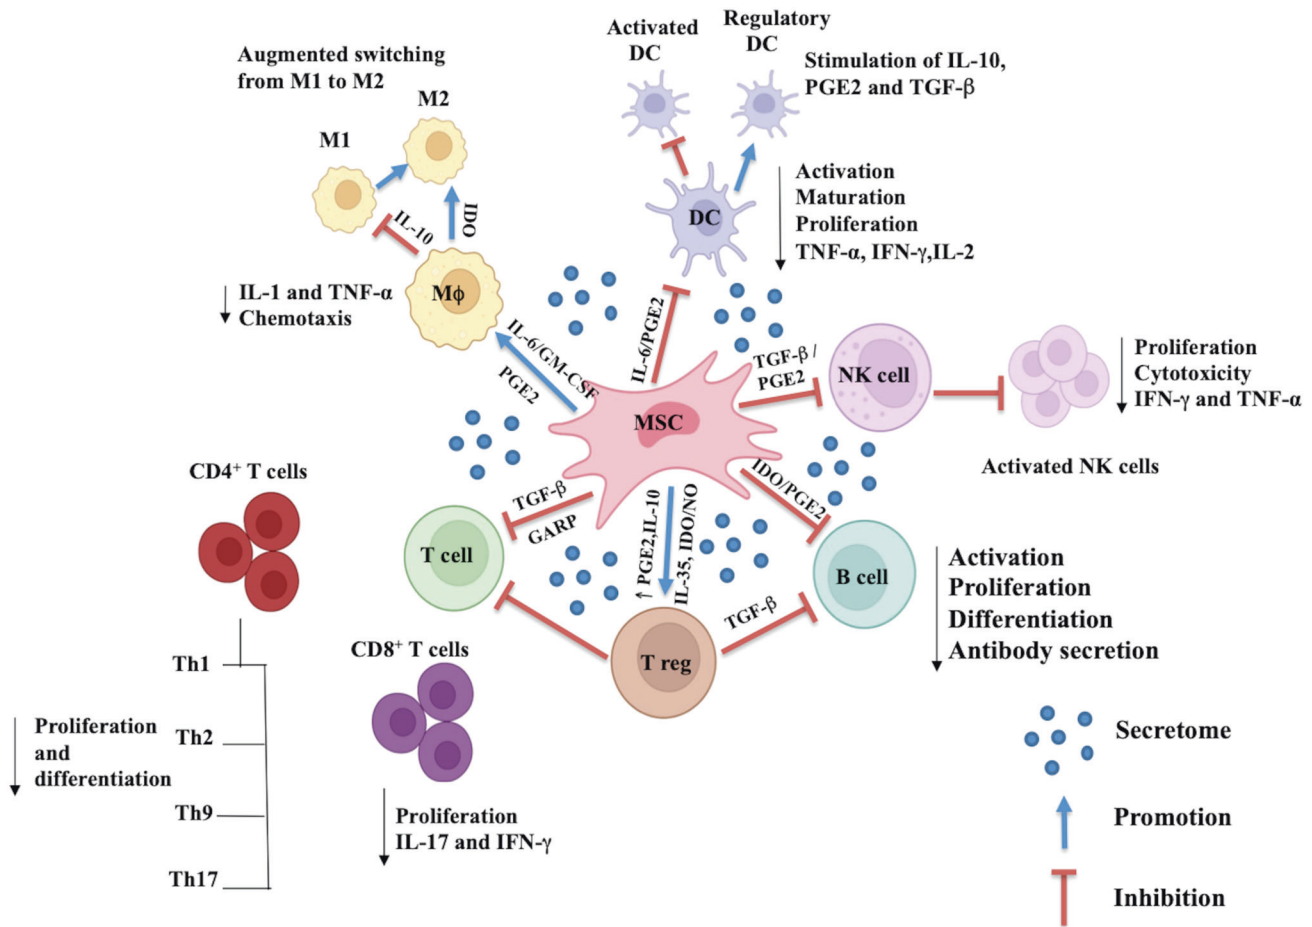 Activated
DC
Regulatory
DC
Stimulation of IL-10,
PGE2 and TGF-β
Augmented switching
from M1 to M2
M2
M1
IDO
IL-10
Mϕ
↓ IL-1 and TNF-α
Chemotaxis
DC
↓ Activation
Maturation
Proliferation
TNF-α, IFN-γ,IL-2
IL-6/GM-CSF
PGE2
IL-6/PGE2
TGF-β /
PGE2
NK cell
↓ Proliferation
Cytotoxicity
IFN-γ and TNF-α
Activated NK cells
MSC
IDO/PGE2
TGF-β
GARP
↑ PGE2,IL-10
IL-35, IDO/NO
CD4⁺ T cells
T cell
B cell
↓ Activation
Proliferation
Differentiation
Antibody secretion
TGF-β
T reg
CD8⁺ T cells
Th1
Th2
Th9
Th17
↓ Proliferation
and
differentiation
↓ Proliferation
IL-17 and IFN-γ
Secretome
Promotion
Inhibition